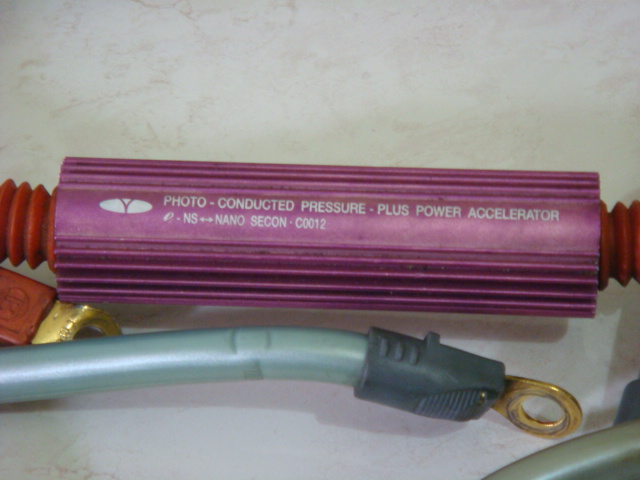 PHOTO - CONDUCTED PRESSURE - PLUS POWER ACCELERATOR
e - NS↔NANO SECON · C0012